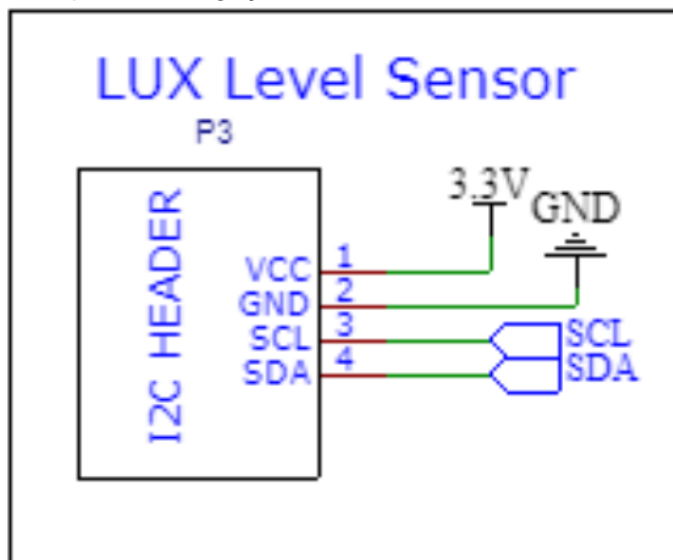 LUX Level Sensor
P3
I2C HEADER
3.3V
GND
VCC 1
GND 2
SCL 3 SCL
SDA 4 SDA